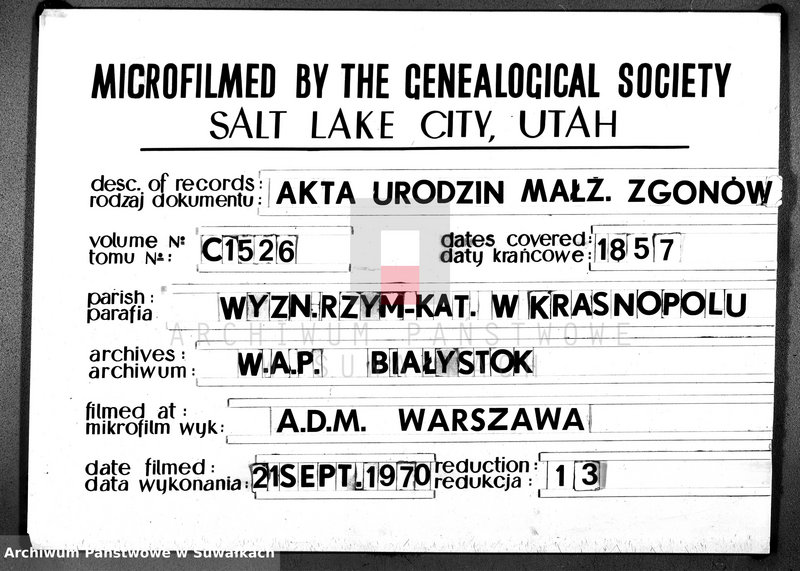 MICROFILMED BY THE GENEALOGICAL SOCIETY
SALT LAKE CITY, UTAH
desc. of records: AKTA URODZIN MAŁŻ. ZGONÓW
rodzaj dokumentu:
volume №
tomu №: C1526
dates covered: 1857
daty krańcowe:
parish:
parafia WYZN.RZYM-KAT. W KRASNOPOLU
ARCHIWUM PAŃSTWOWE
archives:
archiwum: W.A.P. BIAŁYSTOK
filmed at:
mikrofilm wyk: A.D.M. WARSZAWA
date filmed:
data wykonania: 21SEPT.1970
reduction:
redukcja: 13
Archiwum Państwowe w Suwałkach